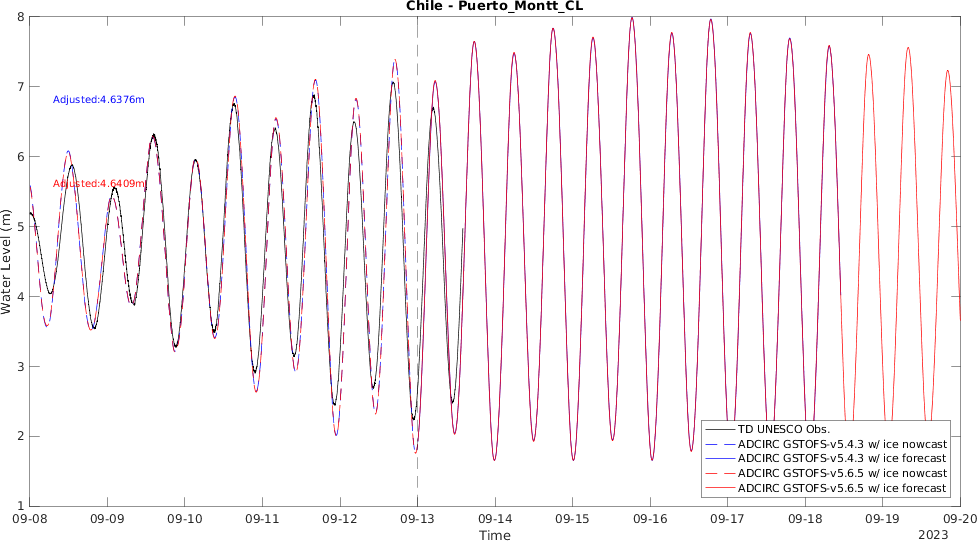 Chile - Puerto_Montt_CL
8
7
6
5
4
3
2
1
Water Level (m)
Adjusted:4.6376m
Adjusted:4.6409m
TD UNESCO Obs.
ADCIRC GSTOFS-v5.4.3 w/ ice nowcast
ADCIRC GSTOFS-v5.4.3 w/ ice forecast
ADCIRC GSTOFS-v5.6.5 w/ ice nowcast
ADCIRC GSTOFS-v5.6.5 w/ ice forecast
09-08 09-09 09-10 09-11 09-12 09-13 09-14 09-15 09-16 09-17 09-18 09-19 09-20
Time
2023